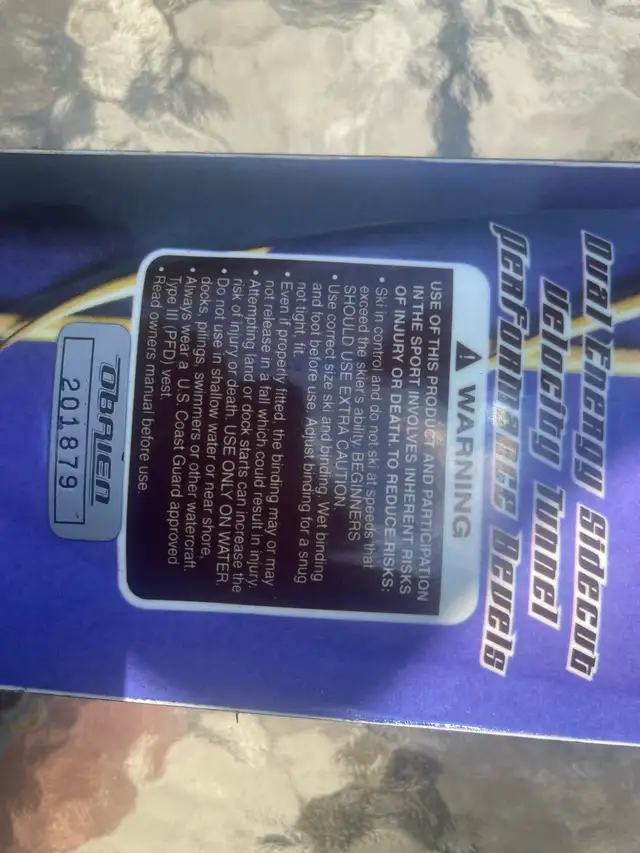 Dual Energy Sidecut
Velocity Tunnel
Performance Bevels
WARNING
USE OF THIS PRODUCT AND PARTICIPATION
IN THE SPORT INVOLVES INHERENT RISKS
OF INJURY OR DEATH. TO REDUCE RISKS:
• Ski in control and do not ski at speeds that
exceed the skier's ability. BEGINNERS
SHOULD USE EXTRA CAUTION.
• Use correct size ski and binding. Wet binding
and foot before use. Adjust binding for a snug
not tight, fit.
• Even if properly fitted, the binding may or may
not release in a fall which could result in injury.
• Attempting land or dock starts can increase the
risk of injury or death. USE ONLY ON WATER.
• Do not use in shallow water or near shore,
docks, pilings, swimmers or other watercraft.
• Always wear a U.S. Coast Guard approved
Type III (PFD) vest.
• Read owners manual before use.
O'BRIEN
201879